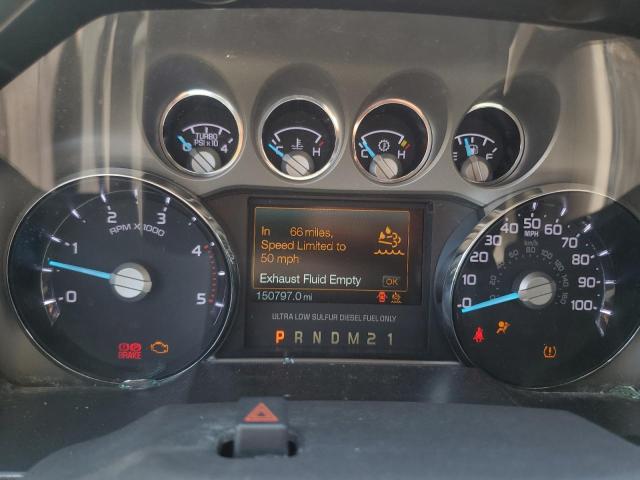 TURBO
PSI X 10
0 4
C H
C H
E F
0 1 2 3 4 5
RPM X 1000
BRAKE
In 66 miles,
Speed Limited to
50 mph
Exhaust Fluid Empty OK
150797.0 mi
ULTRA LOW SULFUR DIESEL FUEL ONLY
P R N D M 2 1
0 10 20 30 40 50 60 70 80 90 100
MPH
km/h